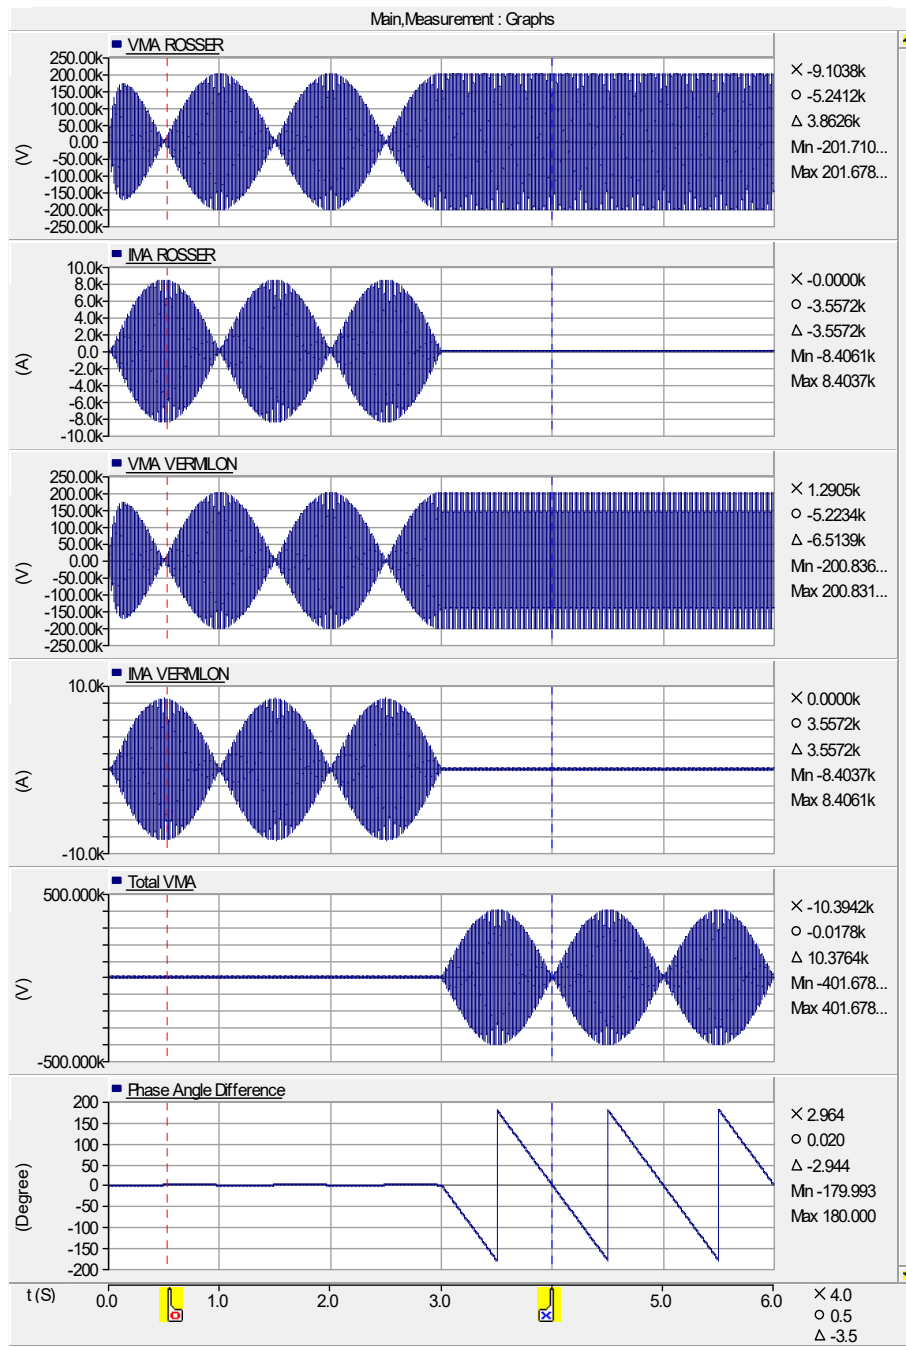 Main,Measurement : Graphs
VMA ROSSER
250.00k
200.00k
150.00k
100.00k
50.00k
0.00
-50.00k
-100.00k
-150.00k
-200.00k
-250.00k
(V)
× -9.1038k
○ -5.2412k
Δ 3.8626k
Min -201.710...
Max 201.678...
IMA ROSSER
10.0k
8.0k
6.0k
4.0k
2.0k
0.0
-2.0k
-4.0k
-6.0k
-8.0k
-10.0k
(A)
× -0.0000k
○ -3.5572k
Δ -3.5572k
Min -8.4061k
Max 8.4037k
VMA VERMILON
250.00k
200.00k
150.00k
100.00k
50.00k
0.00
-50.00k
-100.00k
-150.00k
-200.00k
-250.00k
(V)
× 1.2905k
○ -5.2234k
Δ -6.5139k
Min -200.836...
Max 200.831...
IMA VERMILON
10.0k
-10.0k
(A)
× 0.0000k
○ 3.5572k
Δ 3.5572k
Min -8.4037k
Max 8.4061k
Total VMA
500.000k
-500.000k
(V)
× -10.3942k
○ -0.0178k
Δ 10.3764k
Min -401.678...
Max 401.678...
Phase Angle Difference
200
150
100
50
0
-50
-100
-150
-200
(Degree)
× 2.964
○ 0.020
Δ -2.944
Min -179.993
Max 180.000
t (S) 0.0 1.0 2.0 3.0 5.0 6.0
× 4.0
○ 0.5
Δ -3.5